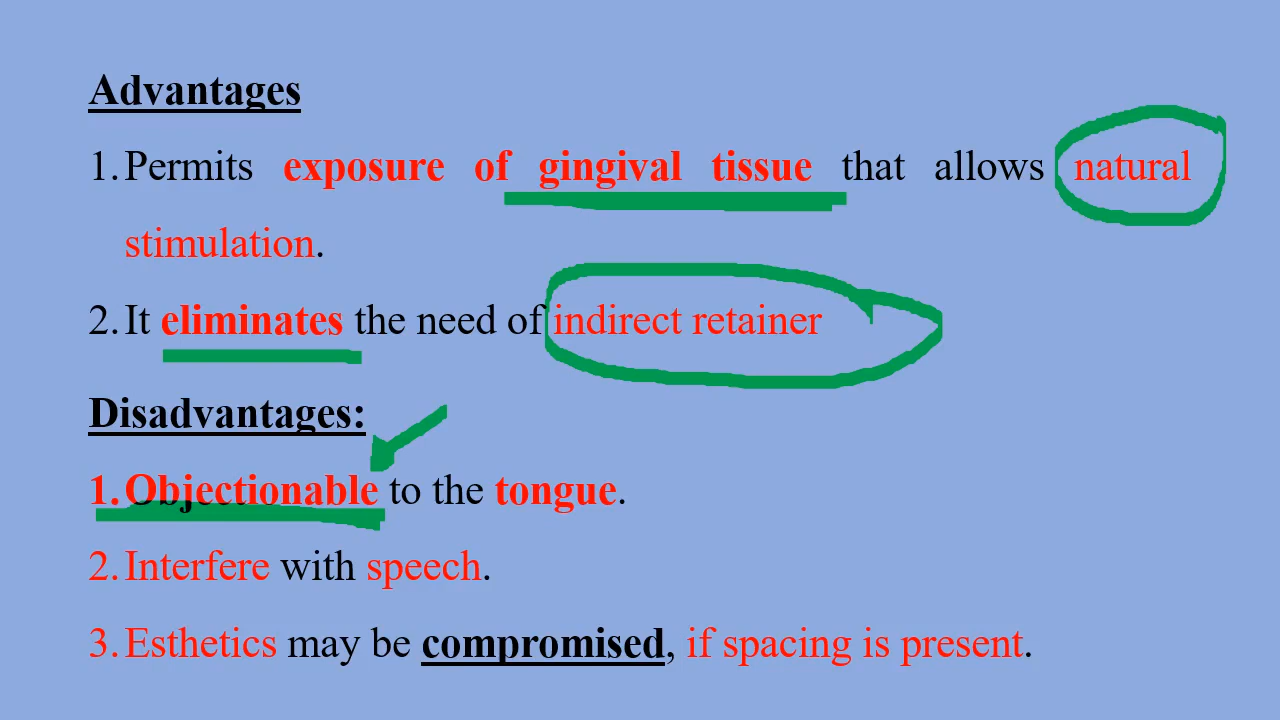 Advantages
1. Permits exposure of gingival tissue that allows natural
stimulation.
2. It eliminates the need of indirect retainer
Disadvantages:
1. Objectionable to the tongue.
2. Interfere with speech.
3. Esthetics may be compromised, if spacing is present.